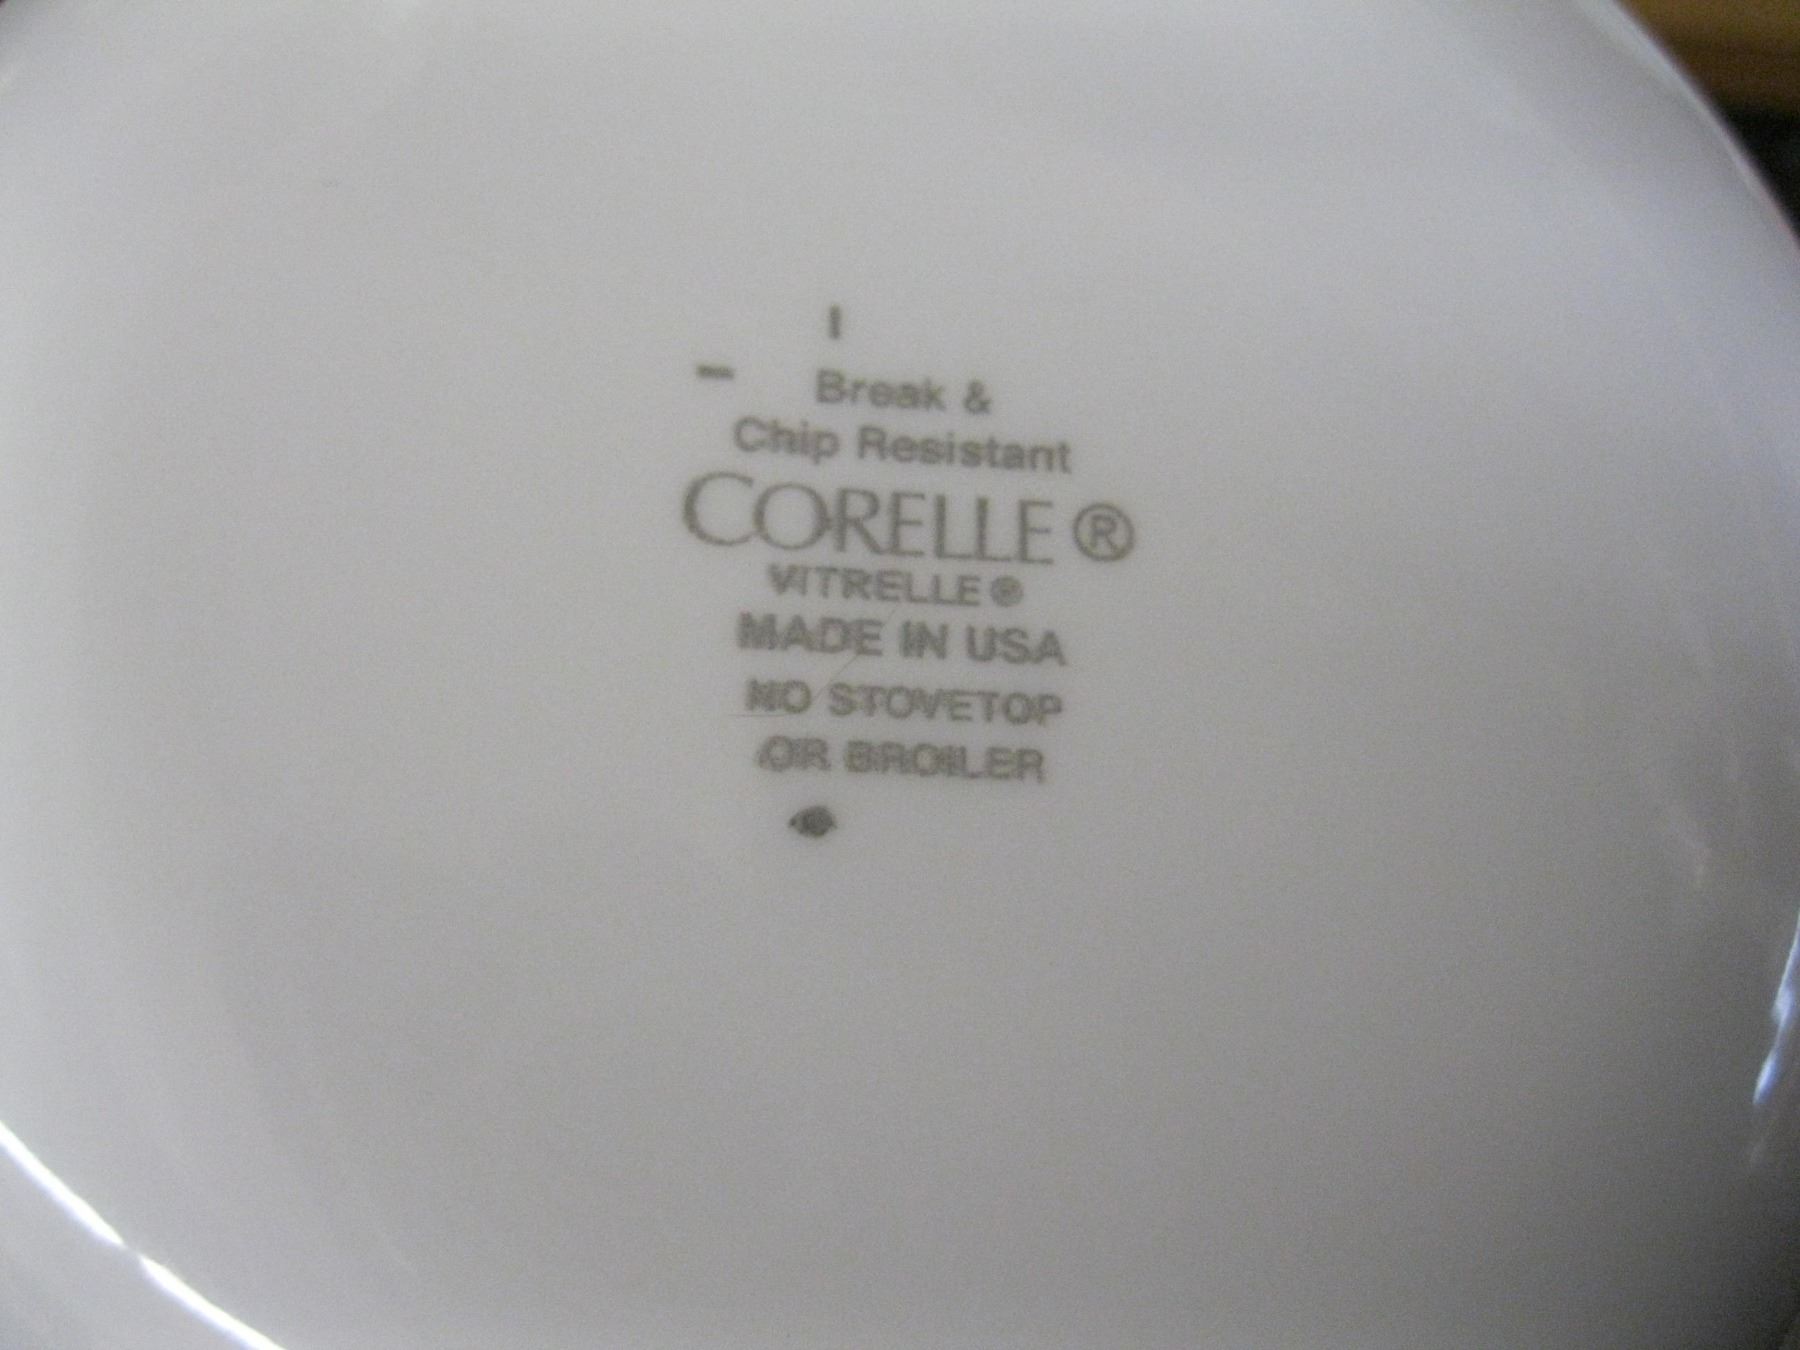 Break &
Chip Resistant
CORELLE ®
VITRELLE ®
MADE IN USA
NO STOVETOP
OR BROILER